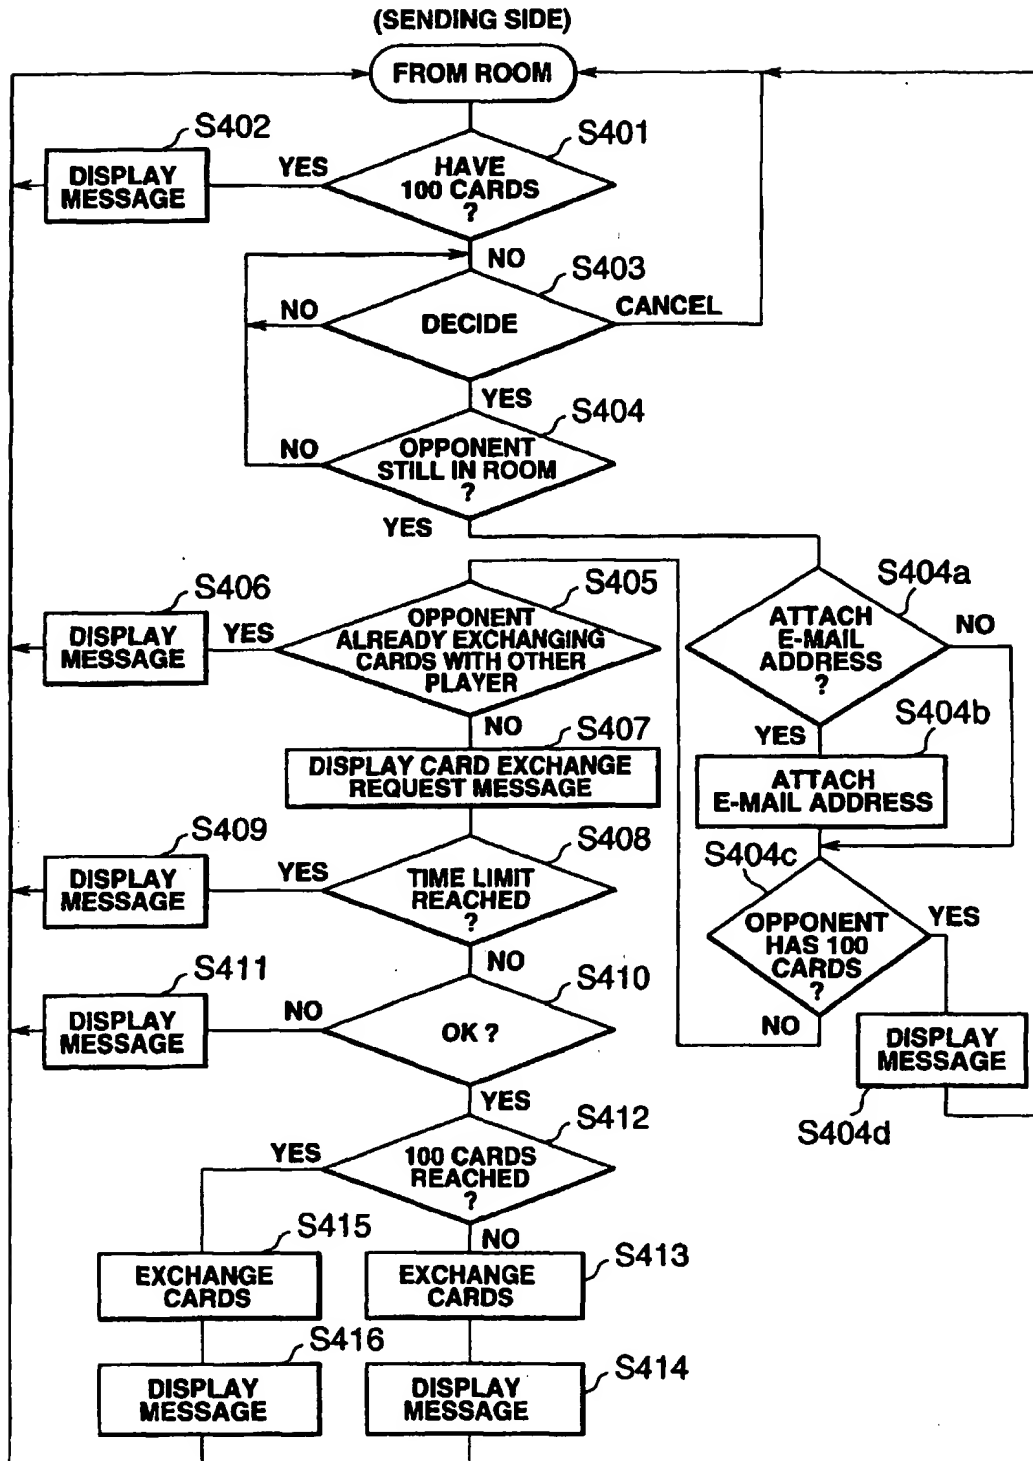 (SENDING SIDE)
FROM ROOM
S402
S401
DISPLAY
MESSAGE
YES
HAVE
100 CARDS
?
NO
S403
NO
DECIDE
CANCEL
YES
S404
NO
OPPONENT
STILL IN ROOM
?
YES
S406
S405
S404a
DISPLAY
MESSAGE
YES
OPPONENT
ALREADY EXCHANGING
CARDS WITH OTHER
PLAYER
ATTACH
E-MAIL
ADDRESS
?
NO
NO
S407
YES
S404b
DISPLAY CARD EXCHANGE
REQUEST MESSAGE
ATTACH
E-MAIL ADDRESS
S409
S408
S404c
DISPLAY
MESSAGE
YES
TIME LIMIT
REACHED
?
OPPONENT
HAS 100
CARDS
?
YES
NO
NO
S411
S410
DISPLAY
MESSAGE
NO
OK ?
DISPLAY
MESSAGE
S404d
YES
S412
YES
100 CARDS
REACHED
?
NO
S415
S413
EXCHANGE
CARDS
EXCHANGE
CARDS
S416
S414
DISPLAY
MESSAGE
DISPLAY
MESSAGE